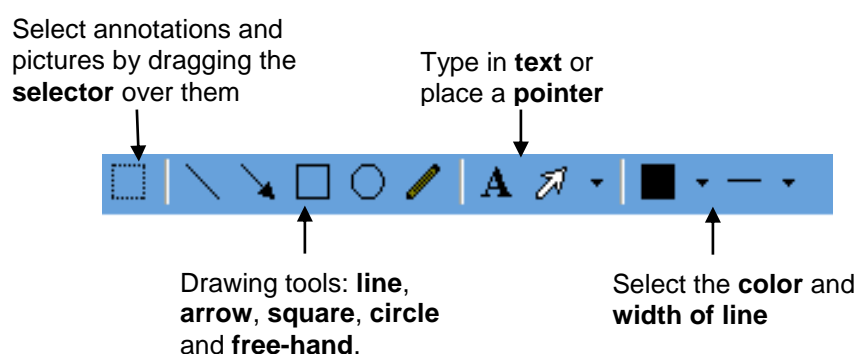 Select annotations and
pictures by dragging the
selector over them
Type in text or
place a pointer
A
Drawing tools: line,
arrow, square, circle
and free-hand.
Select the color and
width of line